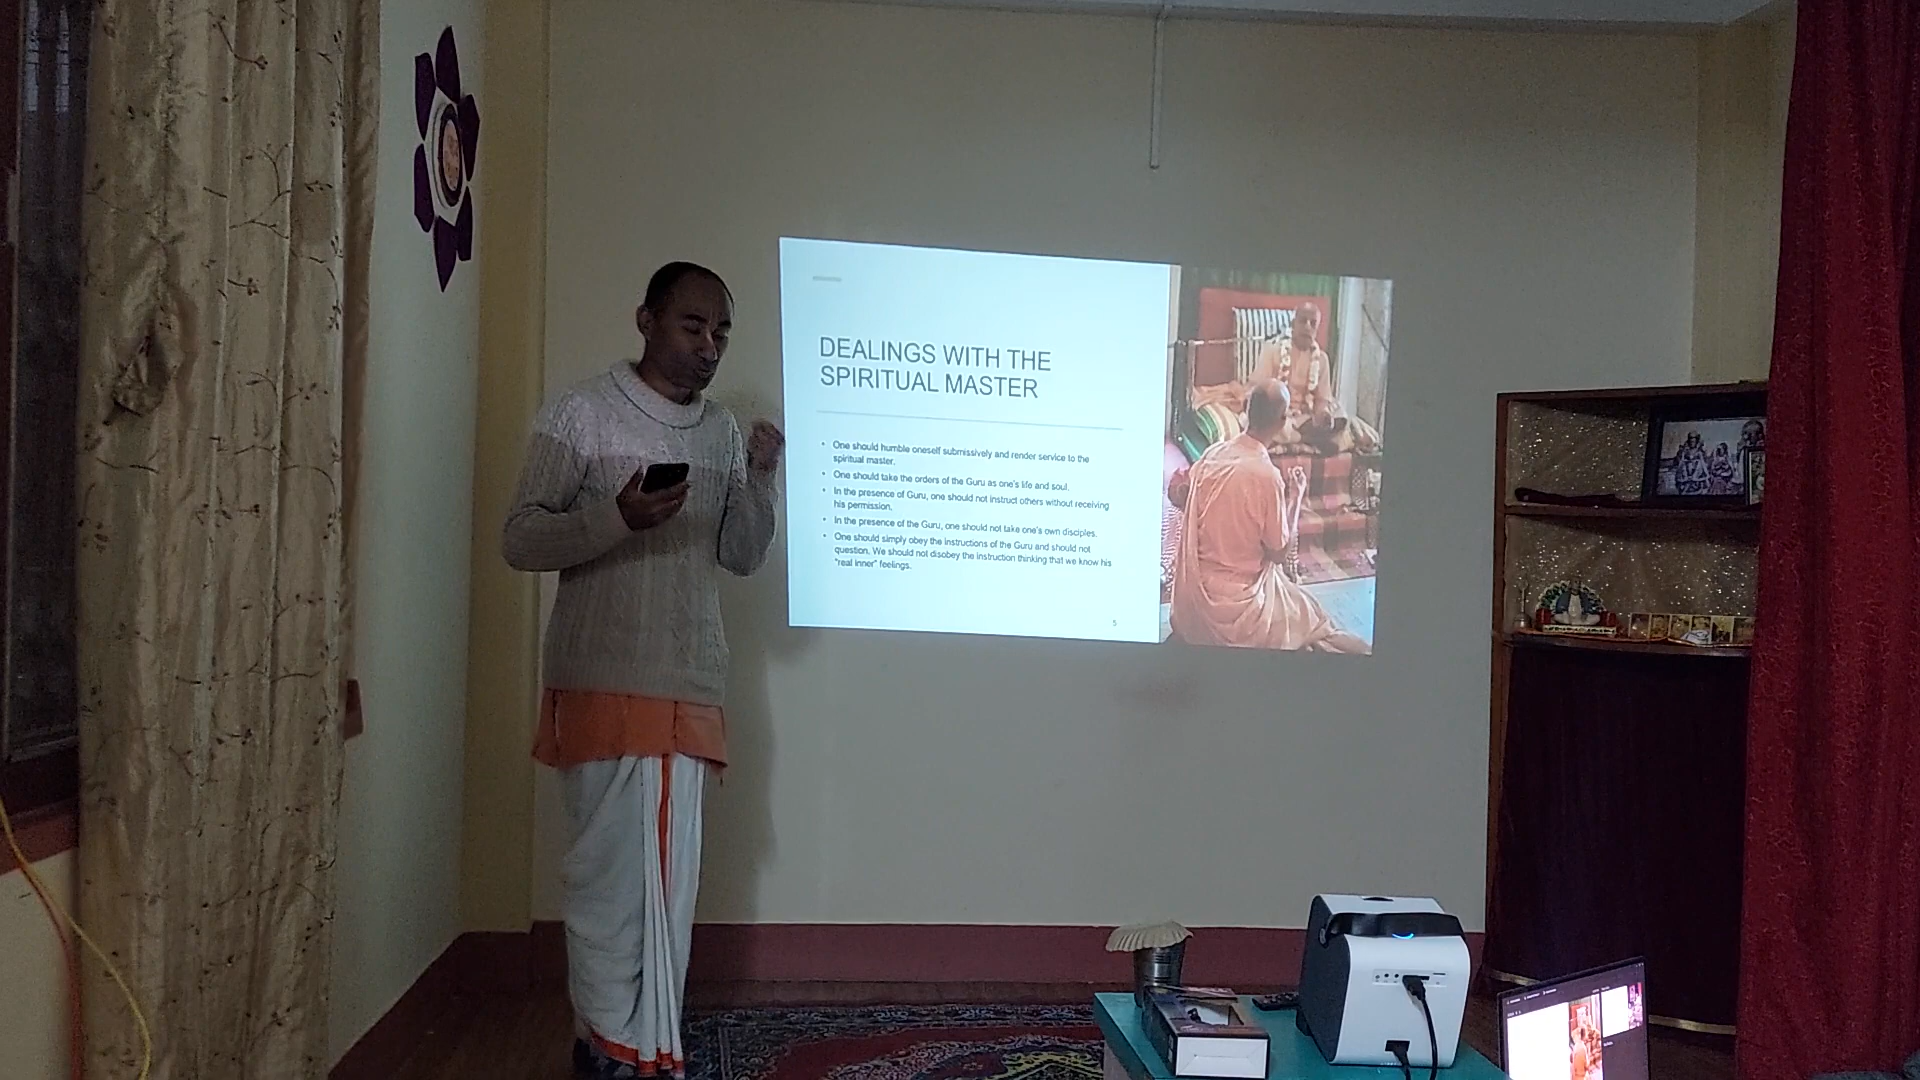 DEALINGS WITH THE
SPIRITUAL MASTER
• One should humble oneself submissively and render service to the
spiritual master.
• One should take the orders of the Guru as one's life and soul.
• In the presence of Guru, one should not instruct others without receiving
his permission.
• In the presence of the Guru, one should not take one's own disciples.
• One should simply obey the instructions of the Guru and should not
question. We should not disobey the instruction thinking that we know his
"real inner" feelings.
5